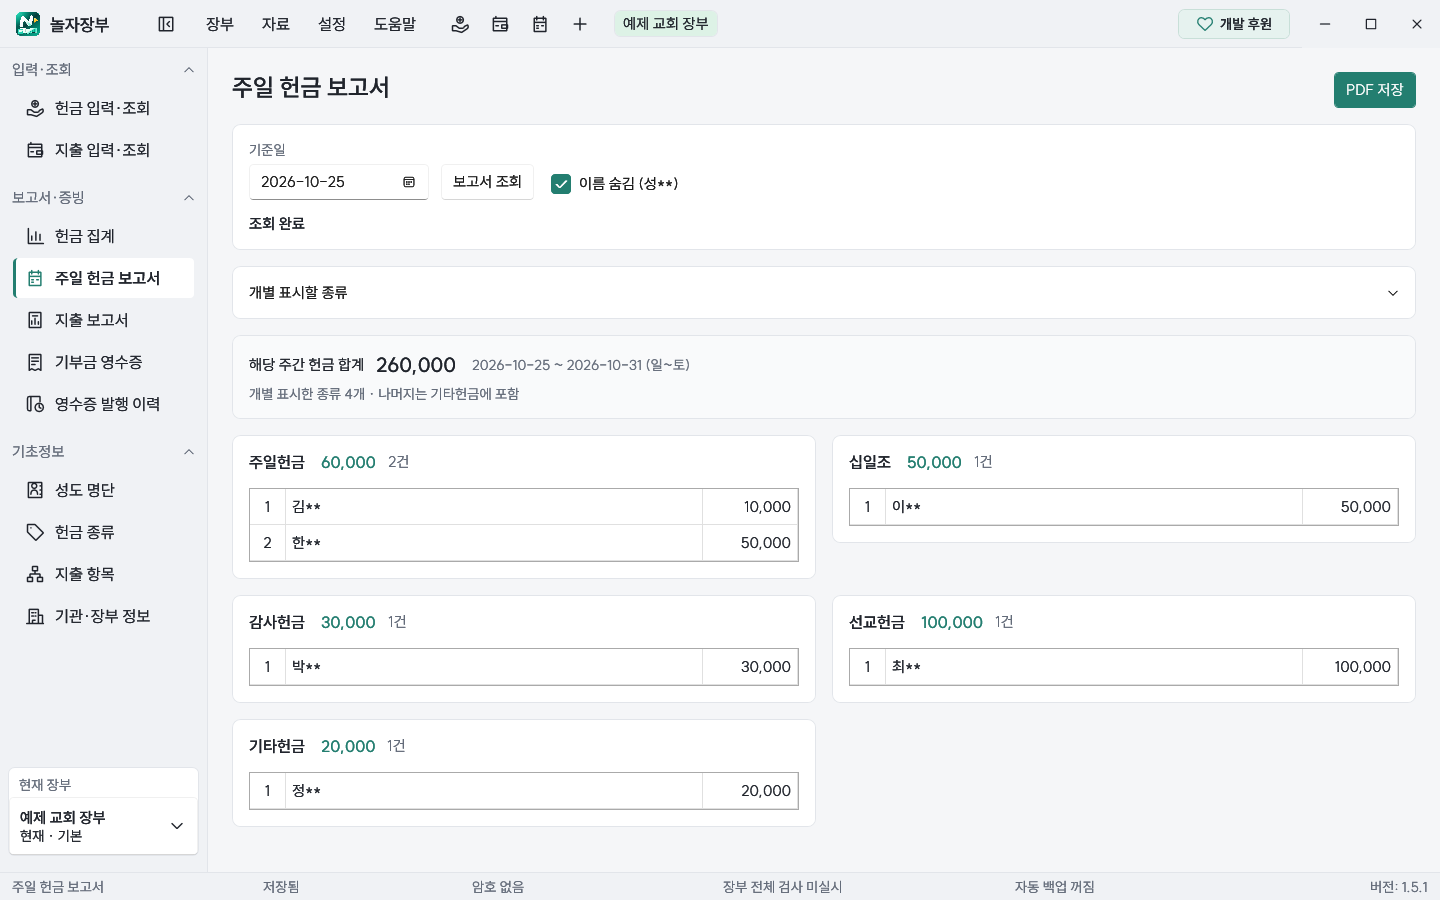 놀자장부
장부 자료 설정 도움말 예제 교회 장부
개발 후원
입력·조회
헌금 입력·조회
지출 입력·조회
보고서·증빙
헌금 집계
주일 헌금 보고서
지출 보고서
기부금 영수증
영수증 발행 이력
기초정보
성도 명단
헌금 종류
지출 항목
기관·장부 정보
현재 장부
예제 교회 장부
현재 · 기본
주일 헌금 보고서
PDF 저장
기준일
2026-10-25 보고서 조회 이름 숨김 (성**)
조회 완료
개별 표시할 종류
해당 주간 헌금 합계 260,000 2026-10-25 ~ 2026-10-31 (일~토)
개별 표시한 종류 4개 · 나머지는 기타헌금에 포함
주일헌금 60,000 2건
1 김** 10,000
2 한** 50,000
십일조 50,000 1건
1 이** 50,000
감사헌금 30,000 1건
1 박** 30,000
선교헌금 100,000 1건
1 최** 100,000
기타헌금 20,000 1건
1 정** 20,000
주일 헌금 보고서 저장됨 암호 없음 장부 전체 검사 미실시 자동 백업 꺼짐 버전: 1.5.1